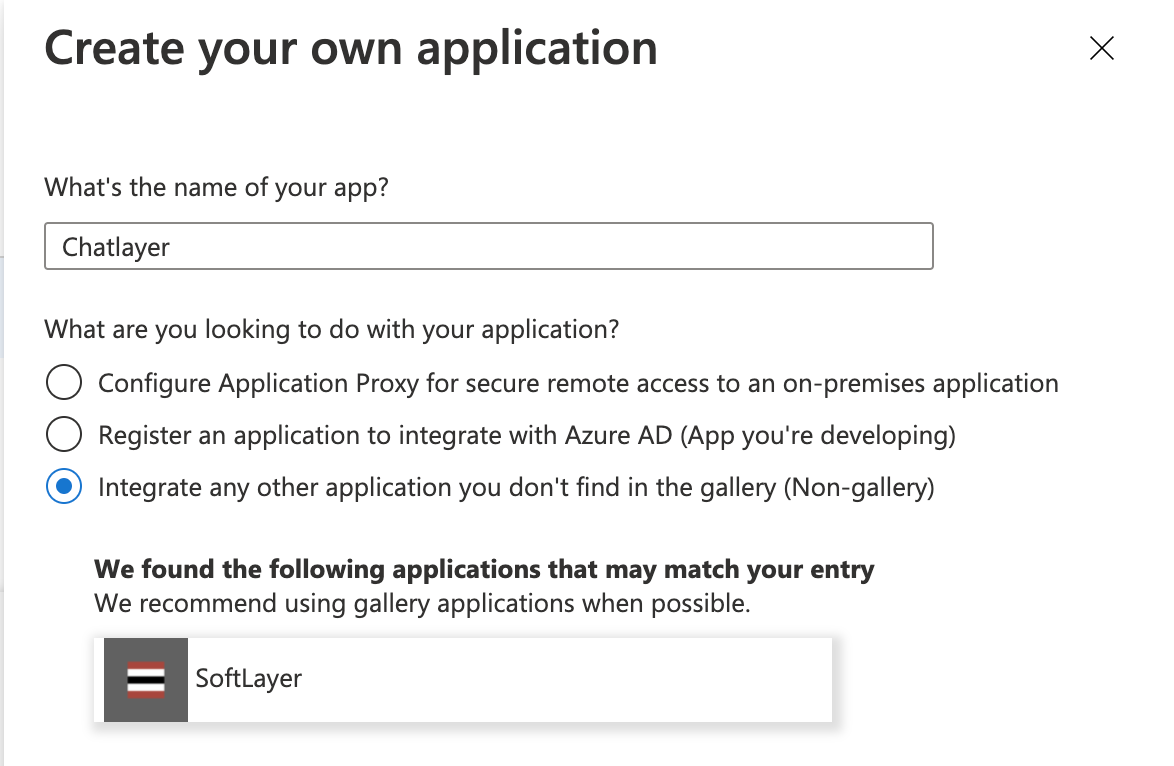 Create your own application
What's the name of your app?
Chatlayer
What are you looking to do with your application?
Configure Application Proxy for secure remote access to an on-premises application
Register an application to integrate with Azure AD (App you're developing)
Integrate any other application you don't find in the gallery (Non-gallery)
We found the following applications that may match your entry
We recommend using gallery applications when possible.
SoftLayer